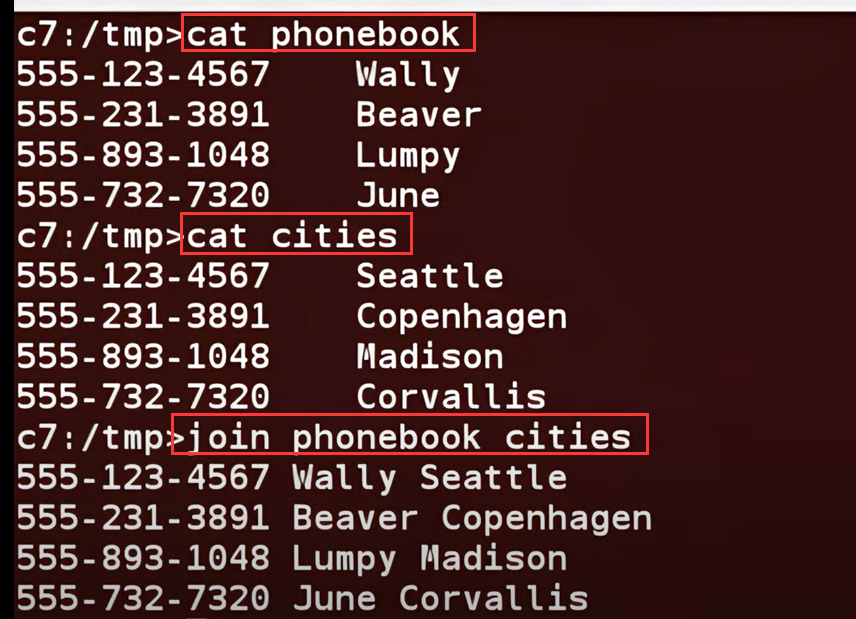 c7:/tmp>cat phonebook
555-123-4567    Wally
555-231-3891    Beaver
555-893-1048    Lumpy
555-732-7320    June
c7:/tmp>cat cities
555-123-4567    Seattle
555-231-3891    Copenhagen
555-893-1048    Madison
555-732-7320    Corvallis
c7:/tmp>join phonebook cities
555-123-4567 Wally Seattle
555-231-3891 Beaver Copenhagen
555-893-1048 Lumpy Madison
555-732-7320 June Corvallis